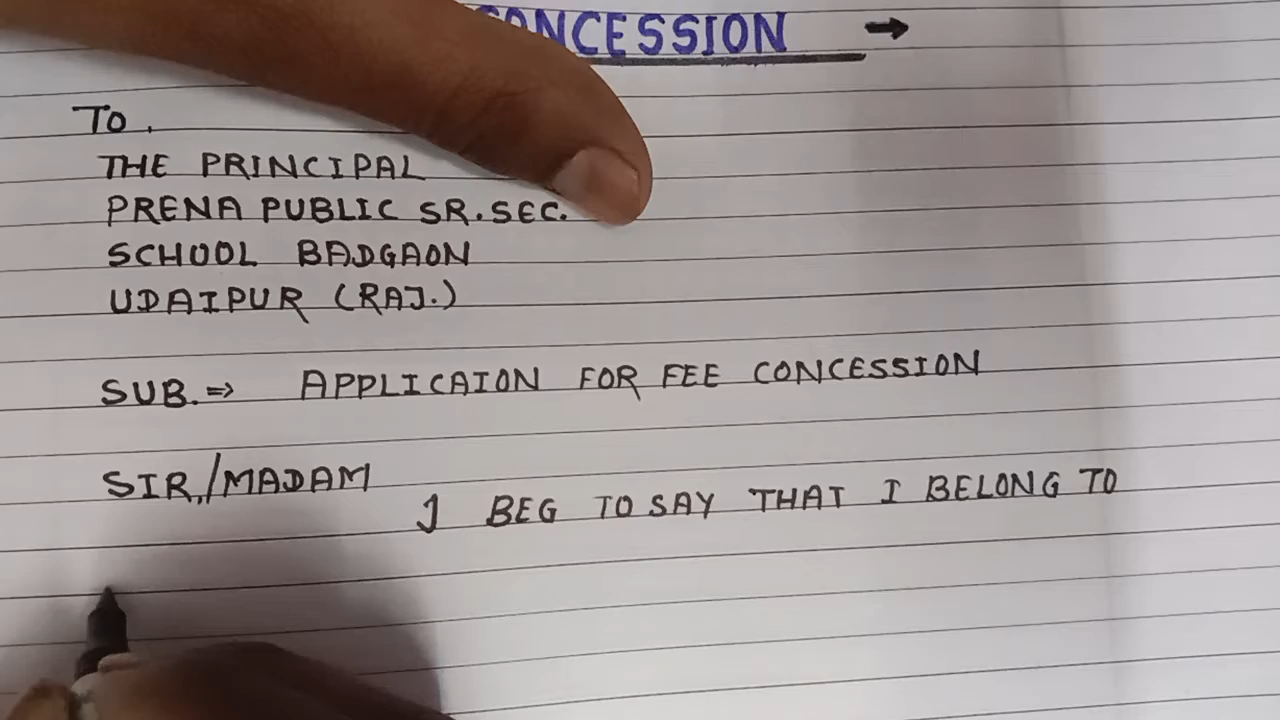 CONCESSION →
TO,
THE PRINCIPAL
PRENA PUBLIC SR.SEC.
SCHOOL BADGAON
UDAIPUR (RAJ.)
SUB. ⇒ APPLICAION FOR FEE CONCESSION
SIR,/MADAM
I BEG TO SAY THAT I BELONG TO